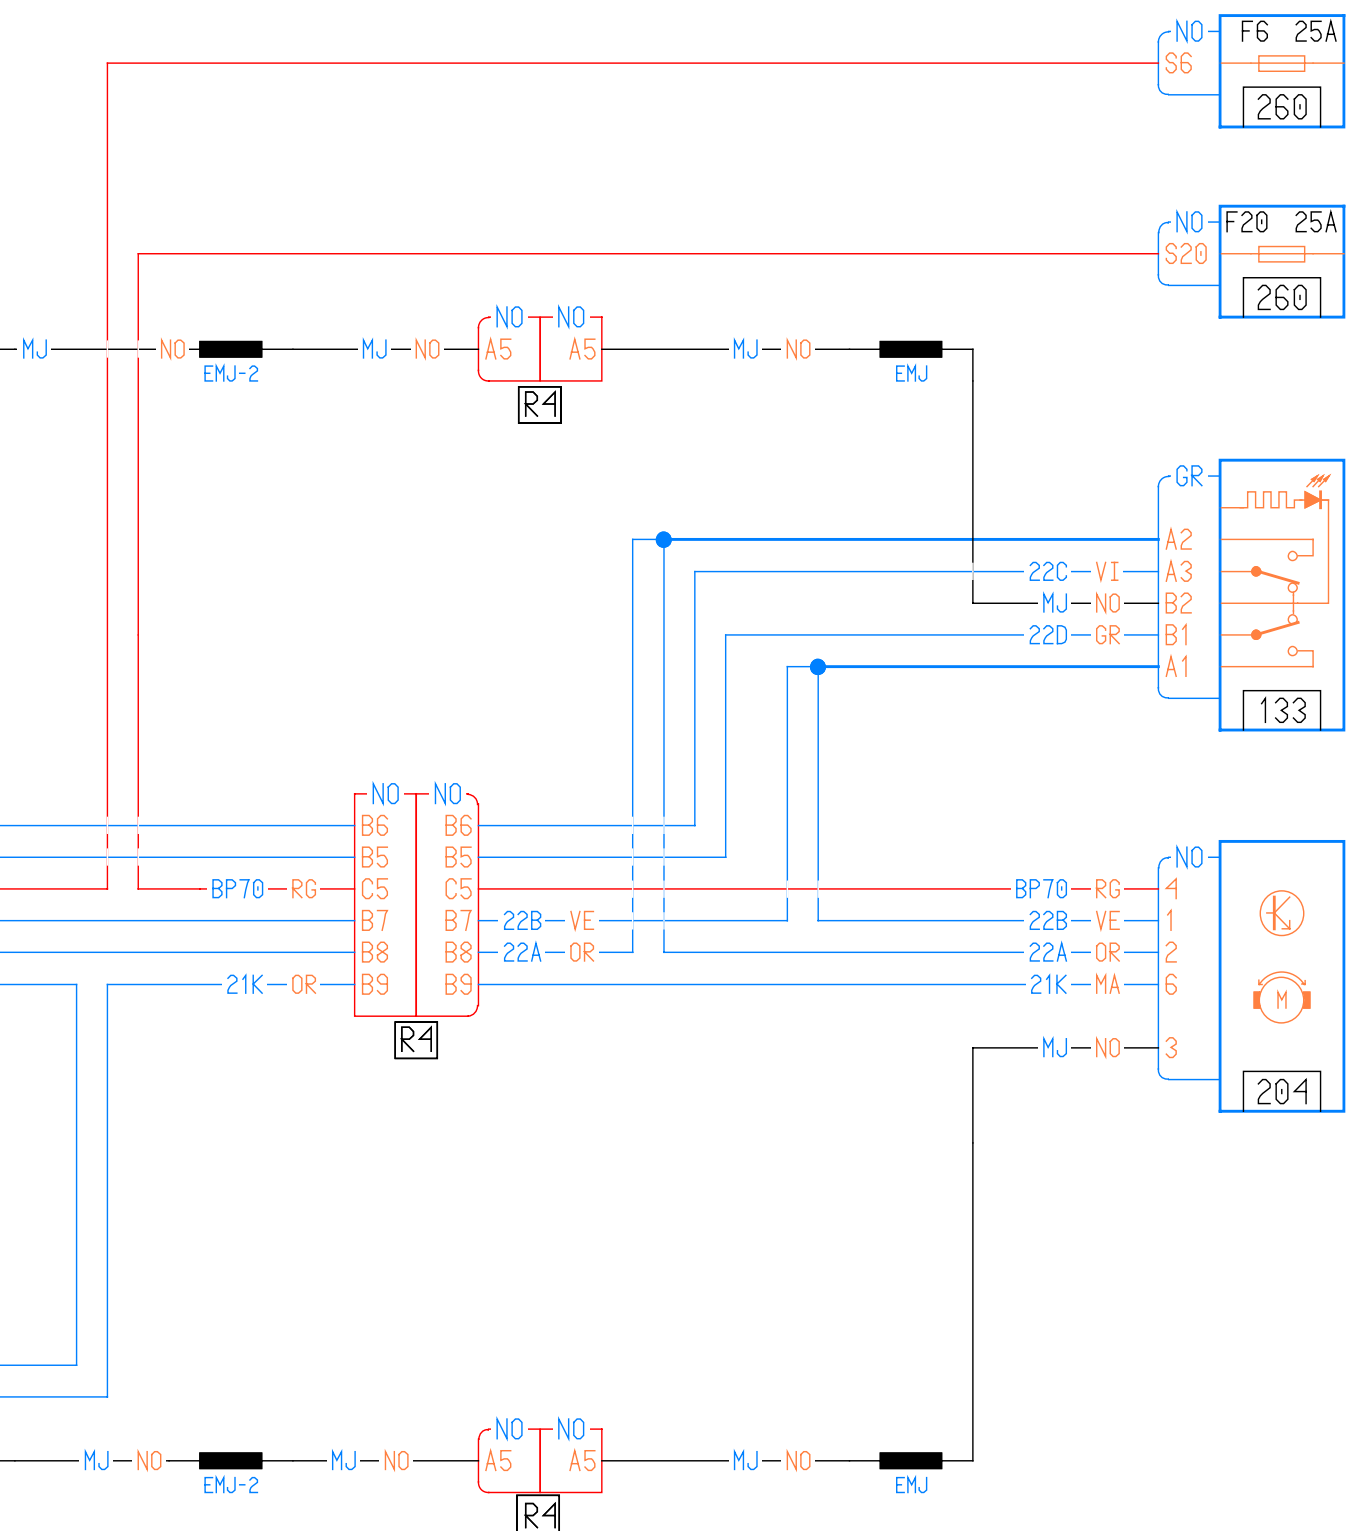 NO F6 25A
S6
260
NO F20 25A
S20
260
NO NO
MJ NO MJ NO A5 A5 MJ NO
EMJ-2 EMJ
R4
GR
A2
22C VI A3
MJ NO B2
22D GR B1
A1
133
NO NO
B6 B6
B5 B5 NO
BP70 RG C5 C5 BP70 RG 4
B7 B7 22B VE 22B VE 1
B8 B8 22A OR 22A OR 2
21K OR B9 B9 21K MA 6
M
R4 MJ NO 3
204
NO NO
MJ NO MJ NO A5 A5 MJ NO
EMJ-2 EMJ
R4